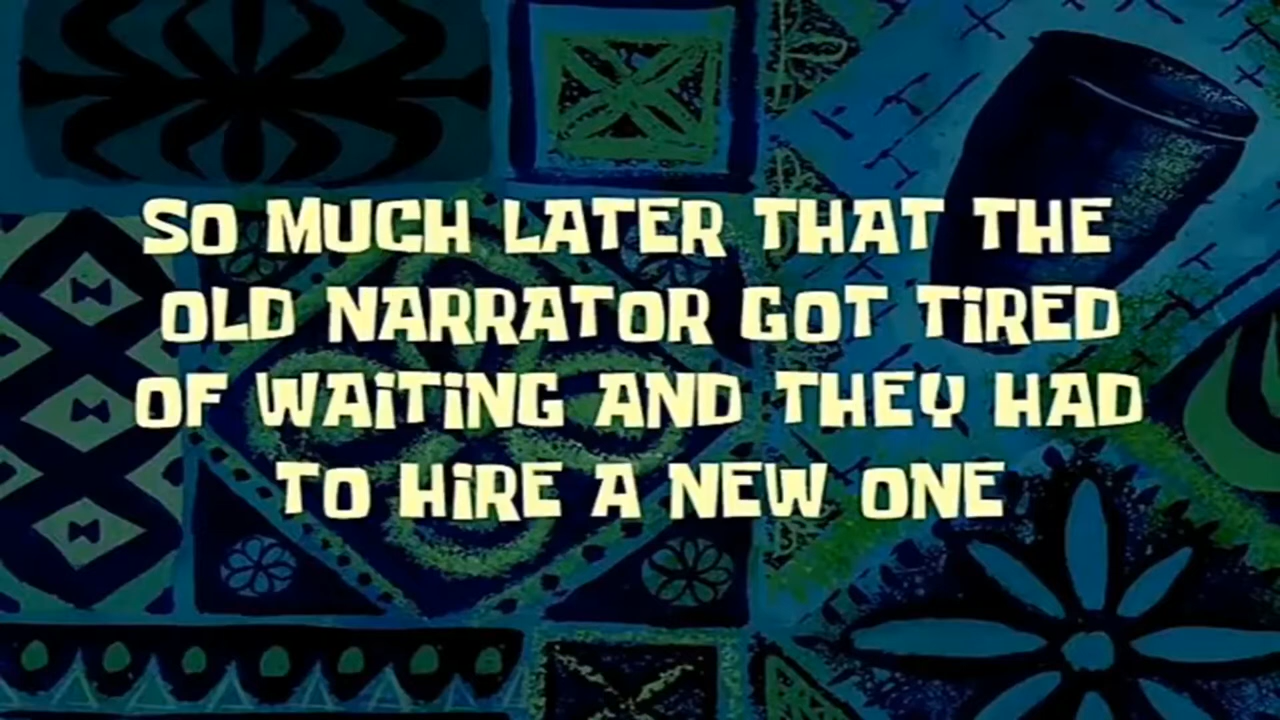 SO MUCH LATER THAT THE
OLD NARRATOR GOT TiRED
OF WAiTiNG AND THEY HAD
TO HiRE A NEW ONE